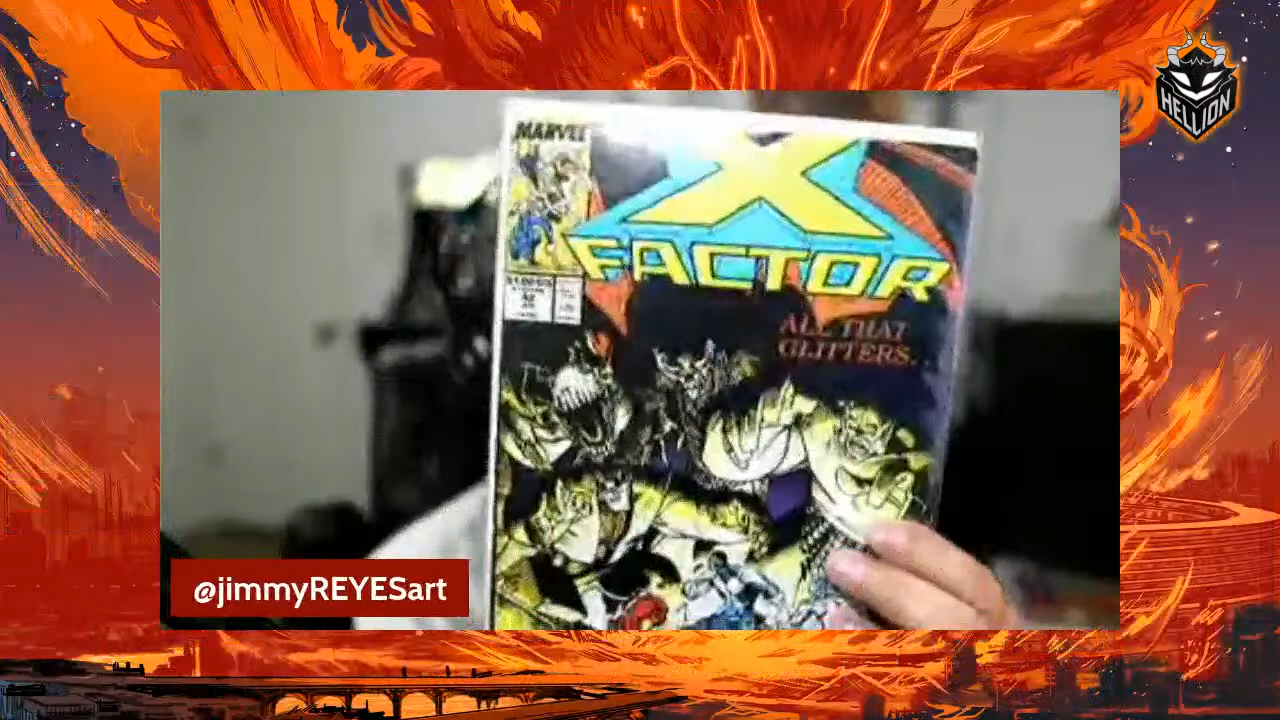 HELLION
MARVEL
X
FACTOR
ALL THAT
GLITTERS...
@jimmyREYESart